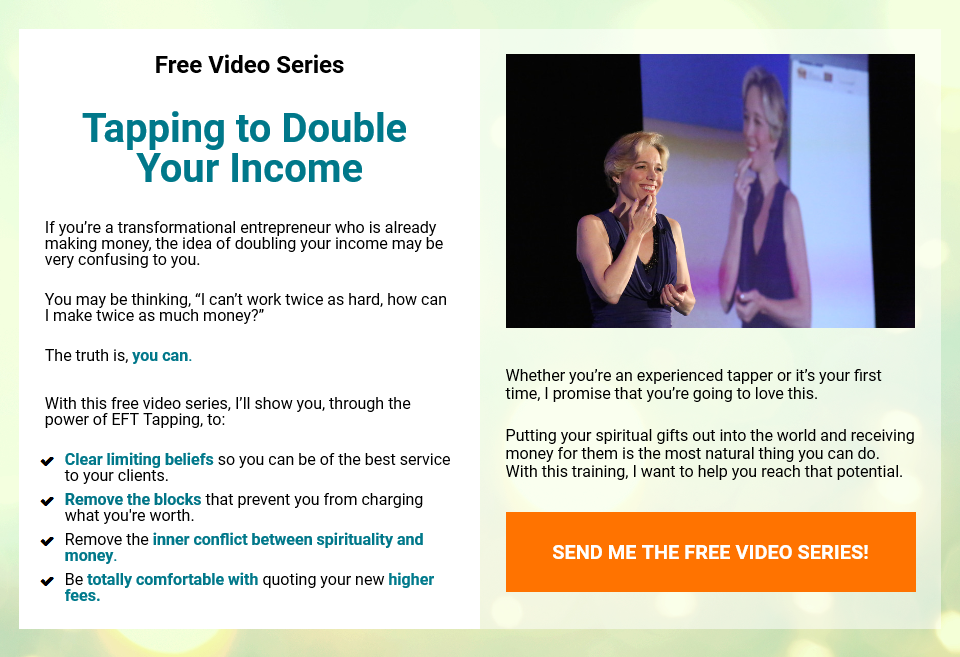 Free Video Series
Tapping to Double
Your Income
If you’re a transformational entrepreneur who is already
making money, the idea of doubling your income may be
very confusing to you.
You may be thinking, “I can’t work twice as hard, how can
I make twice as much money?”
The truth is, you can.
With this free video series, I’ll show you, through the
power of EFT Tapping, to:
Clear limiting beliefs so you can be of the best service
to your clients.
Remove the blocks that prevent you from charging
what you're worth.
Remove the inner conflict between spirituality and
money.
Be totally comfortable with quoting your new higher
fees.
Whether you’re an experienced tapper or it’s your first
time, I promise that you’re going to love this.
Putting your spiritual gifts out into the world and receiving
money for them is the most natural thing you can do.
With this training, I want to help you reach that potential.
SEND ME THE FREE VIDEO SERIES!